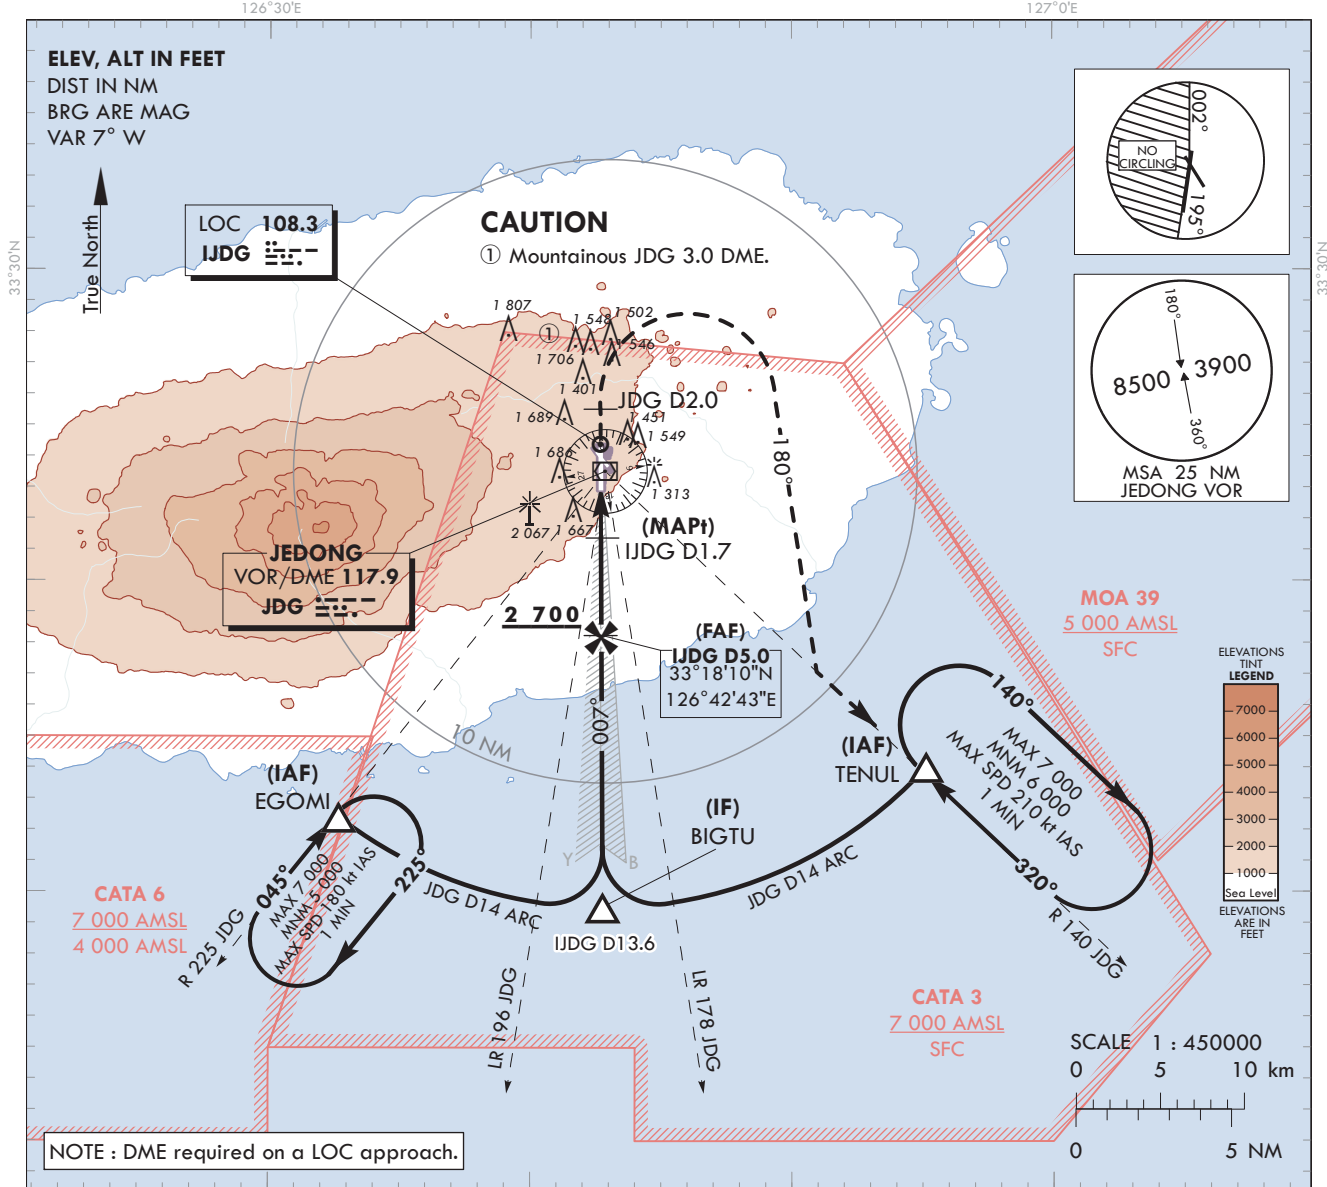 126°30'E
127°0'E
ELEV, ALT IN FEET
DIST IN NM
BRG ARE MAG
VAR 7° W
True North
33°30'N
33°30'N
LOC 108.3
IJDG
CAUTION
① Mountainous JDG 3.0 DME.
002°
NO
CIRCLING
195°
180°
8500 3900
360°
MSA 25 NM
JEDONG VOR
1 807
①
1 548
1 502
1 546
1 706
1 401
JDG D2.0
1 689
1 451
1 549
1 686
1 313
2 067
1 667
180°
(MAPt)
IJDG D1.7
JEDONG
VOR/DME 117.9
JDG
2 700
(FAF)
IJDG D5.0
33°18'10"N
126°42'43"E
MOA 39
5 000 AMSL
SFC
ELEVATIONS
TINT
LEGEND
7000
6000
5000
4000
3000
2000
1000
Sea Level
ELEVATIONS
ARE IN
FEET
007°
10 NM
(IAF)
EGOMI
(IAF)
TENUL
140°
MAX 7 000
MNM 6 000
MAX SPD 210 kt IAS
1 MIN
320°
R 140 JDG
(IF)
BIGTU
Y
B
045°
MAX 7 000
MNM 5 000
MAX SPD 180 kt IAS
1 MIN
225°
R 225 JDG
JDG D14 ARC
JDG D14 ARC
IJDG D13.6
CATA 6
7 000 AMSL
4 000 AMSL
LR 196 JDG
LR 178 JDG
CATA 3
7 000 AMSL
SFC
SCALE 1 : 450000
0 5 10 km
0 5 NM
NOTE : DME required on a LOC approach.